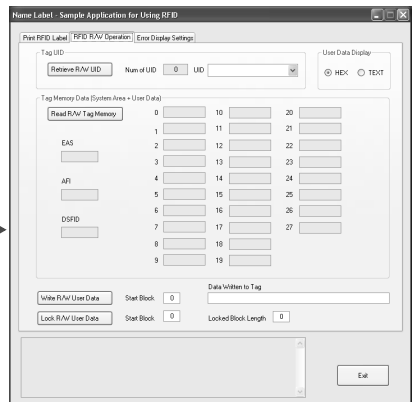 Name Label - Sample Application for Using RFID
Print RFID Label RFID R/W Operation Error Display Settings
Tag UID
User Data Display
Retrieve R/W UID Num of UID 0 UID
HEX TEXT
Tag Memory Data (System Area + User Data)
Read R/W Tag Memory
0 10 20
1 11 21
EAS
2 12 22
3 13 23
AFI
4 14 24
5 15 25
DSFID
6 16 26
7 17 27
8 18
9 19
Data Written to Tag
Write R/W User Data Start Block 0
Lock R/W User Data Start Block 0 Locked Block Length 0
Exit